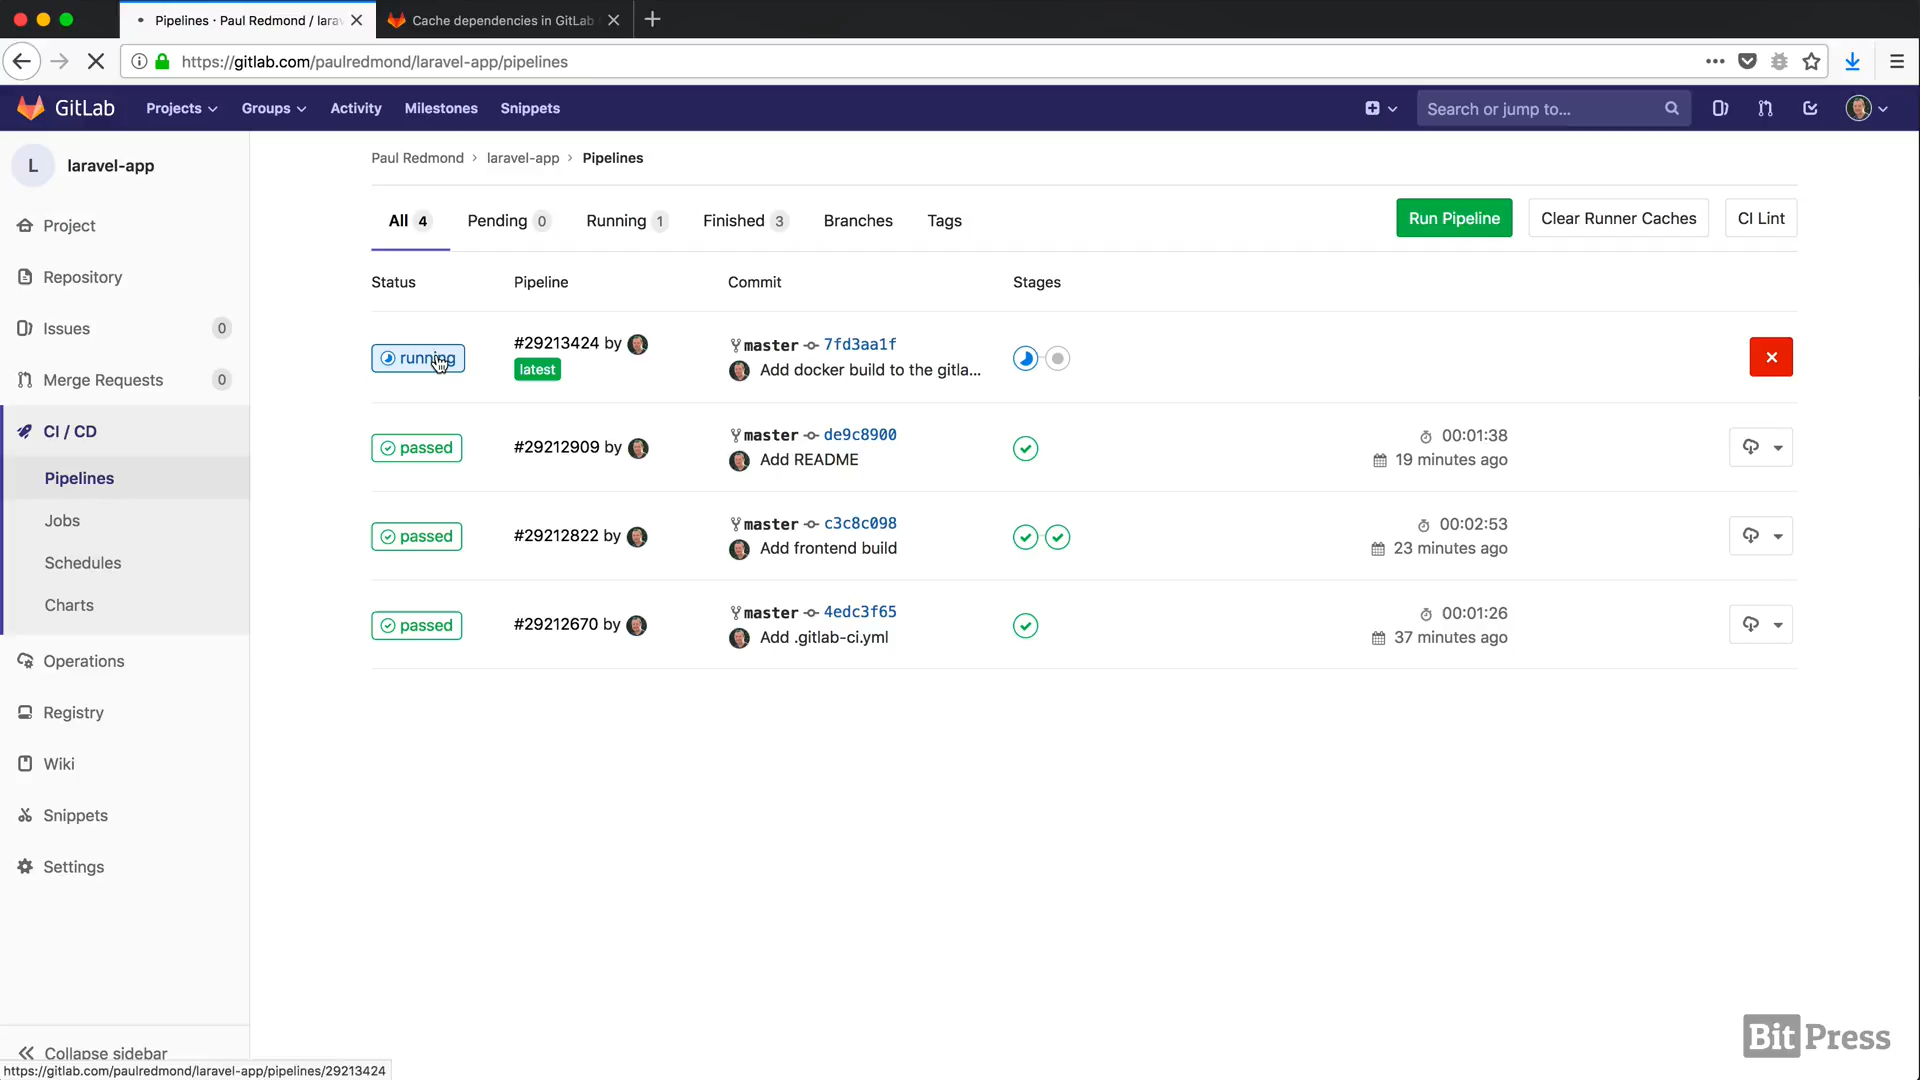 Pipelines · Paul Redmond / lara
Cache dependencies in GitLab
https://gitlab.com/paulredmond/laravel-app/pipelines
GitLab
Projects
Groups
Activity
Milestones
Snippets
Search or jump to...
L
laravel-app
Project
Repository
Issues 0
Merge Requests 0
CI / CD
Pipelines
Jobs
Schedules
Charts
Operations
Registry
Wiki
Snippets
Settings
Collapse sidebar
Paul Redmond › laravel-app › Pipelines
All 4
Pending 0
Running 1
Finished 3
Branches
Tags
Run Pipeline
Clear Runner Caches
CI Lint
Status Pipeline Commit Stages
running
#29213424 by
latest
master 7fd3aa1f
Add docker build to the gitla...
passed
#29212909 by
master de9c8900
Add README
00:01:38
19 minutes ago
passed
#29212822 by
master c3c8c098
Add frontend build
00:02:53
23 minutes ago
passed
#29212670 by
master 4edc3f65
Add .gitlab-ci.yml
00:01:26
37 minutes ago
https://gitlab.com/paulredmond/laravel-app/pipelines/29213424
BitPress